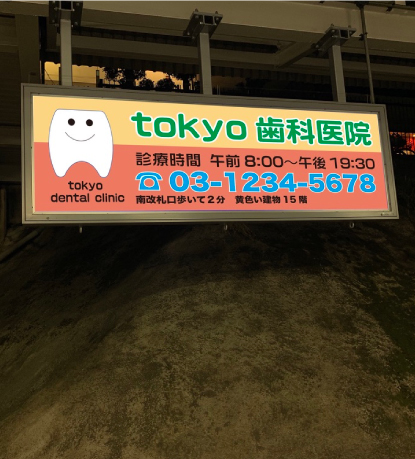 tokyo 歯科医院
診療時間 午前 8:00〜午後 19:30
☎ 03-1234-5678
南改札口歩いて2分 黄色い建物 15 階
tokyo
dental clinic